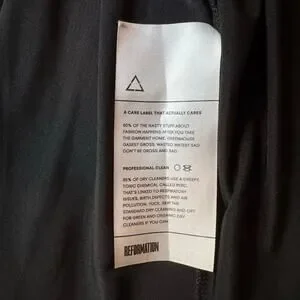 A CARE LABEL THAT ACTUALLY CARES
60% OF THE NASTY STUFF ABOUT
FASHION HAPPENS AFTER YOU TAKE
THE GARMENT HOME. GREENHOUSE
GASES? GROSS. WASTED WATER? SAD.
DON'T BE GROSS AND SAD.
PROFESSIONAL CLEAN
85% OF DRY CLEANERS USE A CREEPY,
TOXIC CHEMICAL CALLED PERC,
THAT'S LINKED TO RESPIRATORY
ISSUES, BIRTH DEFECTS AND AIR
POLLUTION. YUCK. SKIP THE
STANDARD DRY CLEANING AND OPT
FOR GREEN AND ORGANIC DRY
CLEANERS IF YOU CAN.
REFORMATION